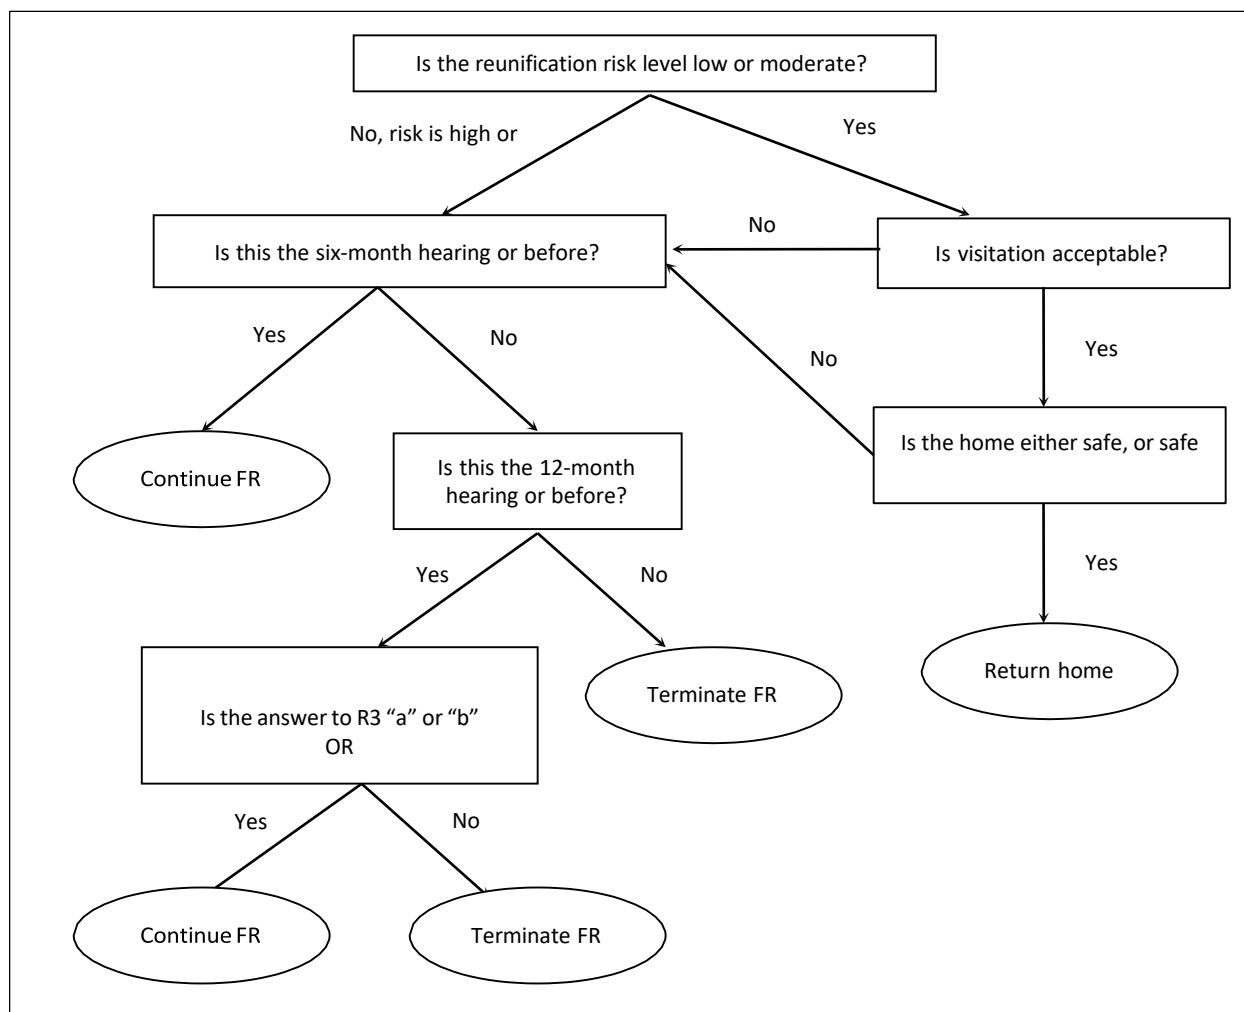 Is the reunification risk level low or moderate?
No, risk is high or
Yes
Is this the six-month hearing or before?
No
Is visitation acceptable?
Yes
No
No
Yes
Is the home either safe, or safe
Continue FR
Is this the 12-month
hearing or before?
Yes
No
Yes
Is the answer to R3 “a” or “b”
OR
Terminate FR
Return home
Yes
No
Continue FR
Terminate FR